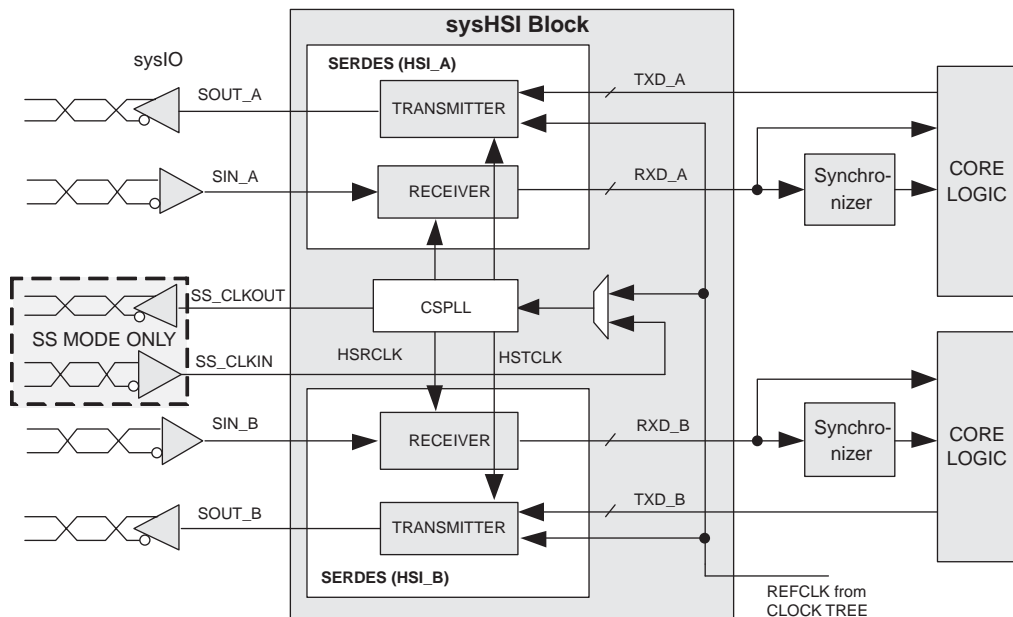 sysHSI Block
sysIO
SERDES (HSI_A)
SOUT_A
TRANSMITTER
TXD_A
SIN_A
RECEIVER
RXD_A
Synchro-
nizer
CORE
LOGIC
SS_CLKOUT
CSPLL
SS MODE ONLY
HSRCLK
HSTCLK
SS_CLKIN
SIN_B
RECEIVER
RXD_B
Synchro-
nizer
CORE
LOGIC
SOUT_B
TRANSMITTER
TXD_B
SERDES (HSI_B)
REFCLK from
CLOCK TREE